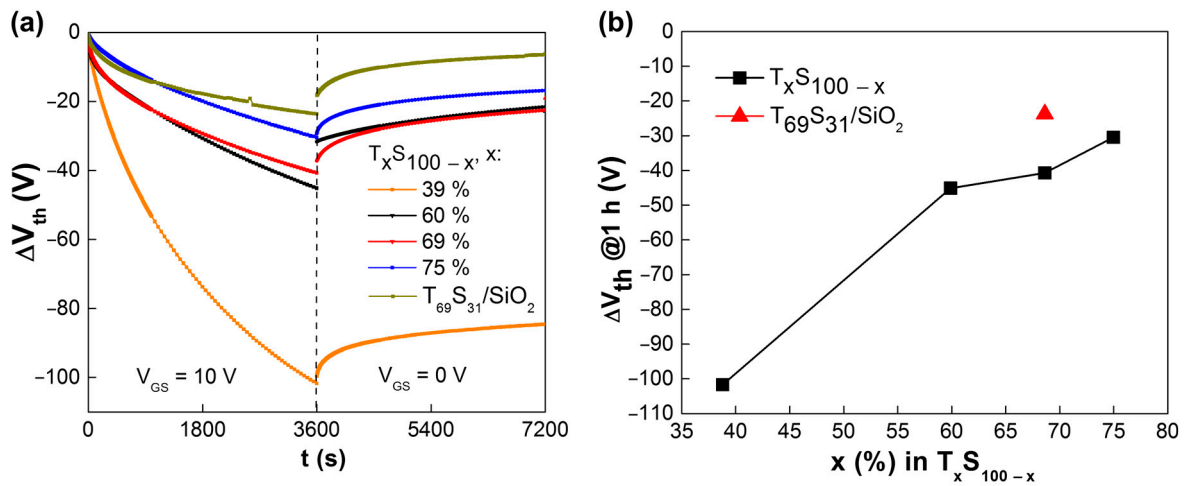 (a)
ΔVth (V)
0
−20
−40
−60
−80
−100
TxS100 − x, x:
39 %
60 %
69 %
75 %
T69S31/SiO2
VGS = 10 V
VGS = 0 V
0 1800 3600 5400 7200
t (s)
(b)
ΔVth @1 h (V)
0
−10
−20
−30
−40
−50
−60
−70
−80
−90
−100
−110
TxS100 − x
T69S31/SiO2
35 40 45 50 55 60 65 70 75 80
x (%) in TxS100 − x